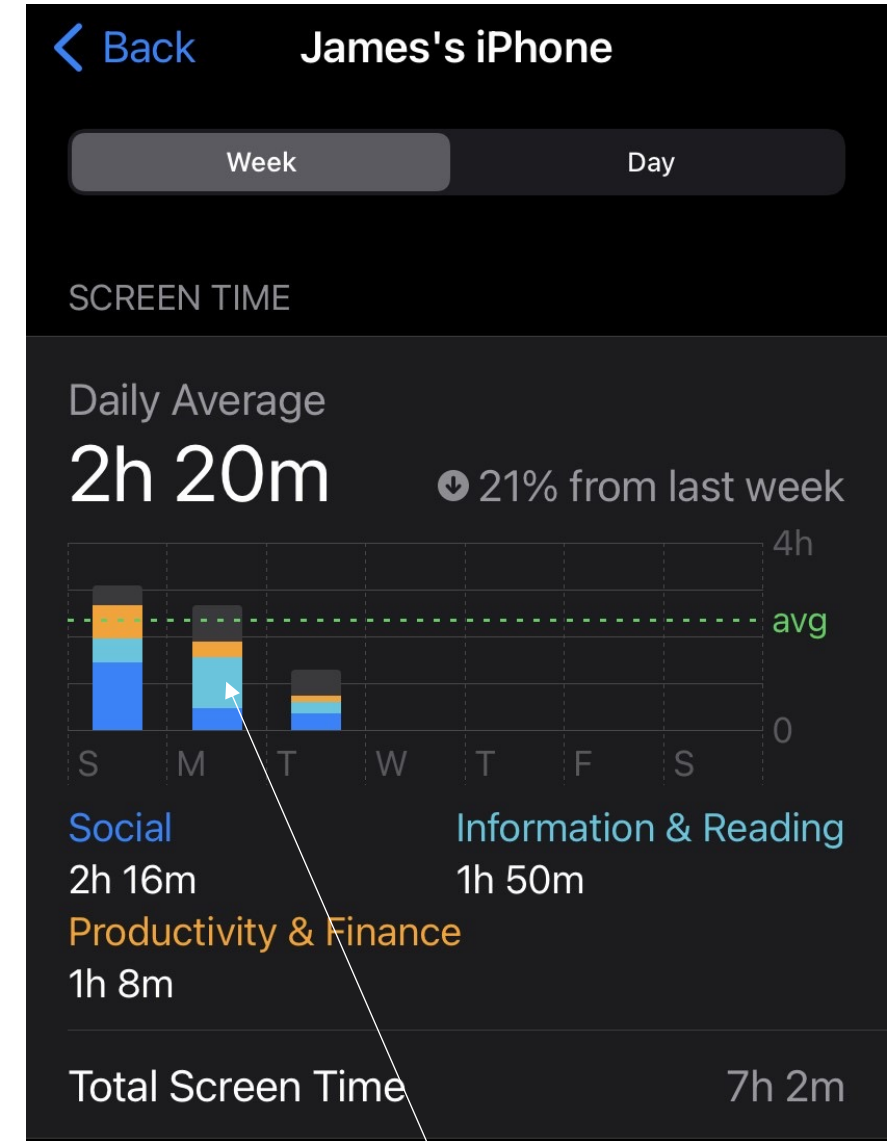 Back James's iPhone
Week Day
SCREEN TIME
Daily Average
2h 20m 21% from last week
4h
avg
0
S M T W T F S
Social Information & Reading
2h 16m 1h 50m
Productivity & Finance
1h 8m
Total Screen Time 7h 2m